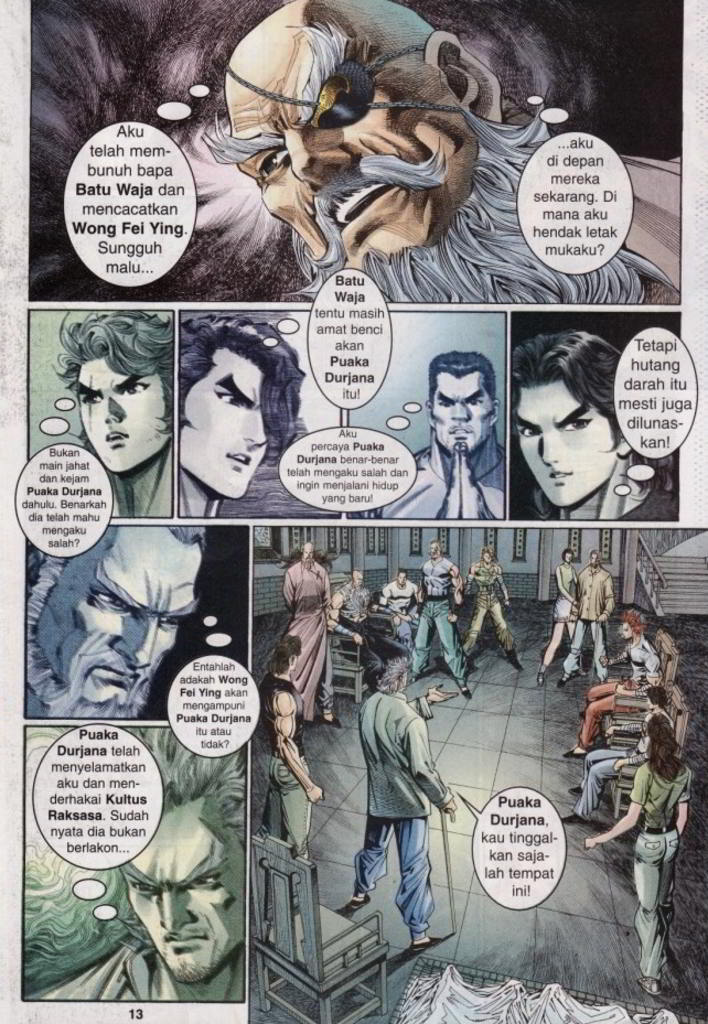 Aku
telah mem-
bunuh bapa
Batu Waja dan
mencacatkan
Wong Fei Ying.
Sungguh
malu...
...aku
di depan
mereka
sekarang. Di
mana aku
hendak letak
mukaku?
Bukan
main jahat
dan kejam
Puaka Durjana
dahulu. Benarkah
dia telah mahu
mengaku
salah?
Batu
Waja
tentu masih
amat benci
akan
Puaka
Durjana
itu!
Aku
percaya Puaka
Durjana benar-benar
telah mengaku salah dan
ingin menjalani hidup
yang baru!
Tetapi
hutang
darah itu
mesti juga
dilunas-
kan!
Entahlah
adakah Wong
Fei Ying akan
mengampuni
Puaka Durjana
itu atau
tidak?
Puaka
Durjana telah
menyelamatkan
aku dan men-
derhakai Kultus
Raksasa. Sudah
nyata dia bukan
berlakon...
Puaka
Durjana,
kau tinggal-
kan saja-
lah tempat
ini!
13